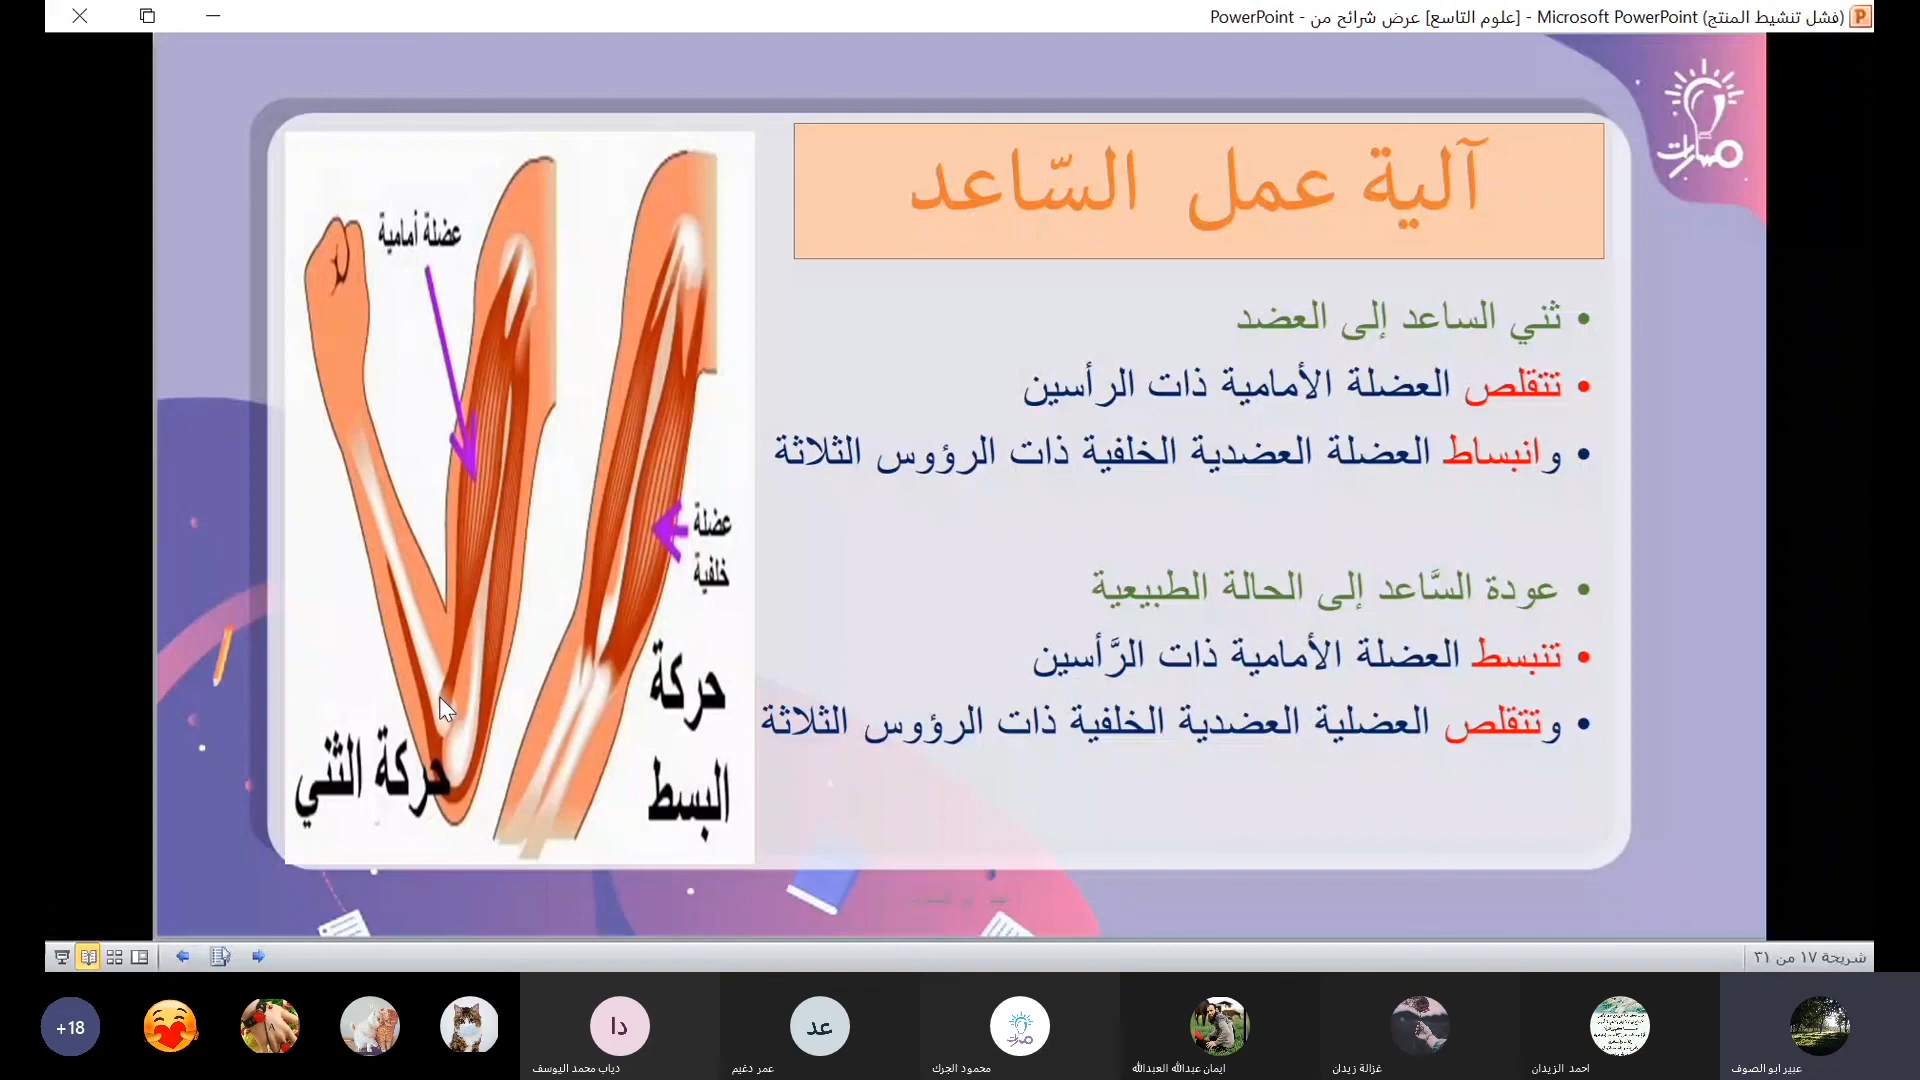 PowerPoint - [علوم التاسع] عرض شرائح من - Microsoft PowerPoint (فشل تنشيط المنتج)
مسارات
آلية عمل السّاعد
ثني الساعد إلى العضد
تتقلص العضلة الأمامية ذات الرأسين
وانبساط العضلة العضدية الخلفية ذات الرؤوس الثلاثة
عودة السَّاعد إلى الحالة الطبيعية
تنبسط العضلة الأمامية ذات الرَّأسين
وتتقلص العضلية العضدية الخلفية ذات الرؤوس الثلاثة
عضلة أمامية
عضلة
خلفية
حركة
البسط
حركة الثني
شريحة ١٧ من ٣١
+18
دا
عد
مسارات
دياب محمد اليوسف
عمر دغيم
محمود الجرك
ايمان عبدالله العبدالله
غزالة زيدان
احمد الزيدان
عبير ابو الصوف